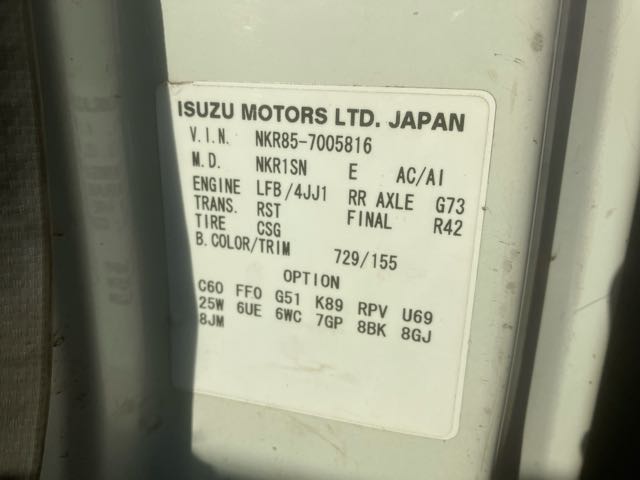 ISUZU MOTORS LTD. JAPAN
V.I.N. NKR85-7005816
M.D. NKR1SN E AC/AI
ENGINE LFB/4JJ1 RR AXLE G73
TRANS. RST FINAL R42
TIRE CSG
B.COLOR/TRIM 729/155
OPTION
C60 FF0 G51 K89 RPV U69
25W 6UE 6WC 7GP 8BK 8GJ
8JM